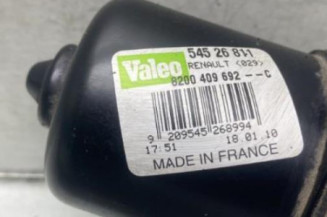 Valeo
545 26 811
RENAULT <029>
8200 409 692 -- C
9 209545 268994
17:51 18.01.10
MADE IN FRANCE